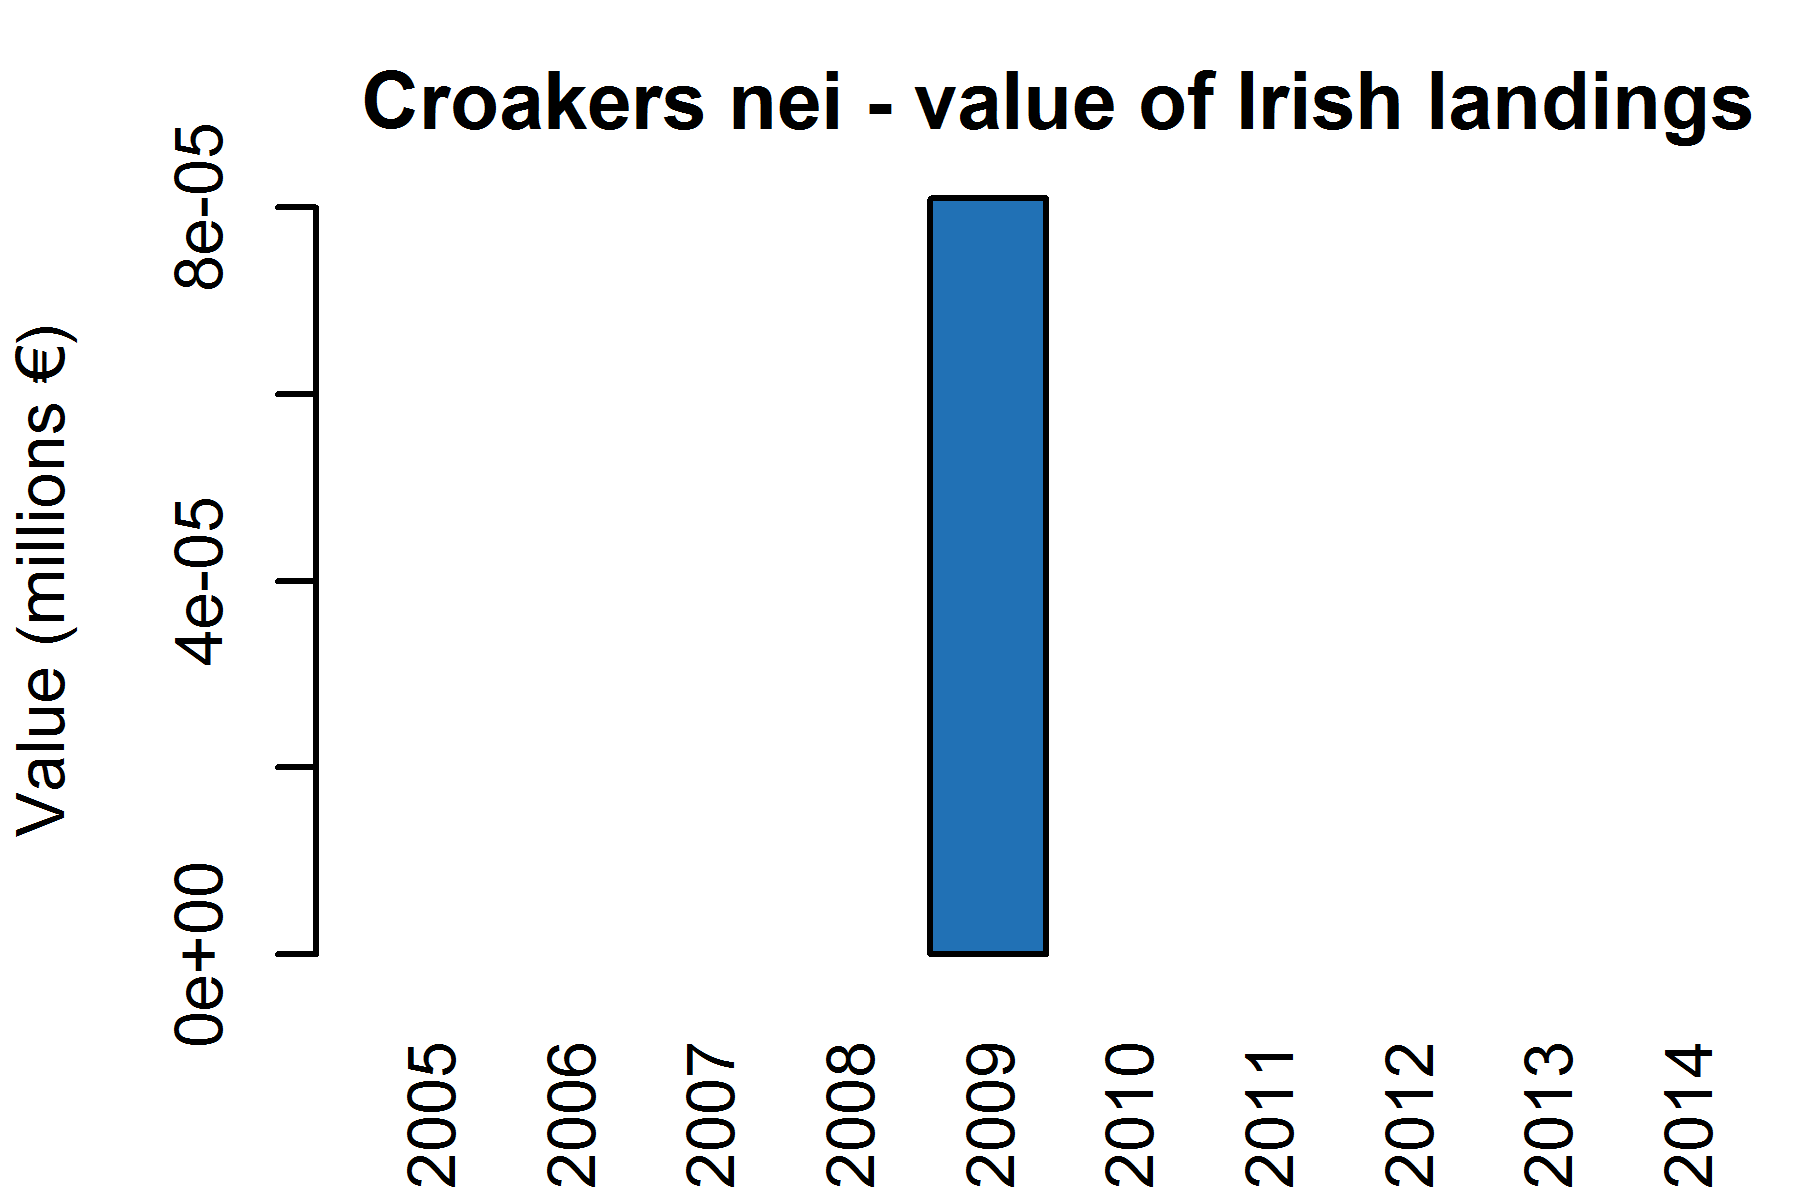 Croakers nei - value of Irish landings
Value (millions €)
8e-05
4e-05
0e+00
2005
2006
2007
2008
2009
2010
2011
2012
2013
2014